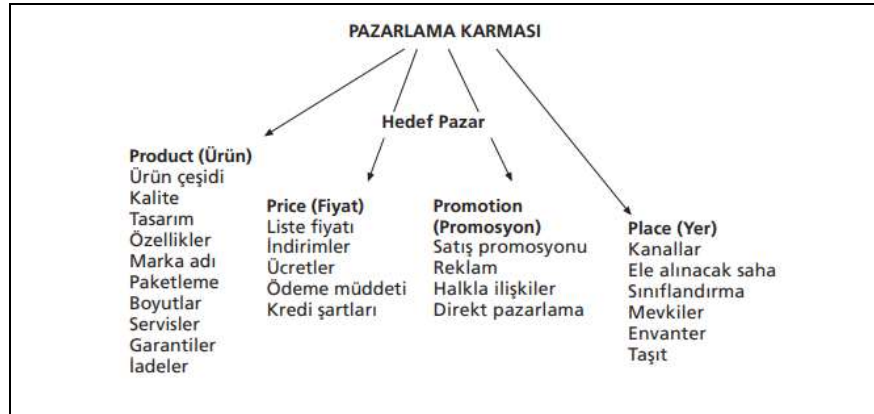 PAZARLAMA KARMASI
Hedef Pazar
Product (Ürün)
Ürün çeşidi
Kalite
Tasarım
Özellikler
Marka adı
Paketleme
Boyutlar
Servisler
Garantiler
İadeler
Price (Fiyat)
Liste fiyatı
İndirimler
Ücretler
Ödeme müddeti
Kredi şartları
Promotion
(Promosyon)
Satış promosyonu
Reklam
Halkla ilişkiler
Direkt pazarlama
Place (Yer)
Kanallar
Ele alınacak saha
Sınıflandırma
Mevkiler
Envanter
Taşıt